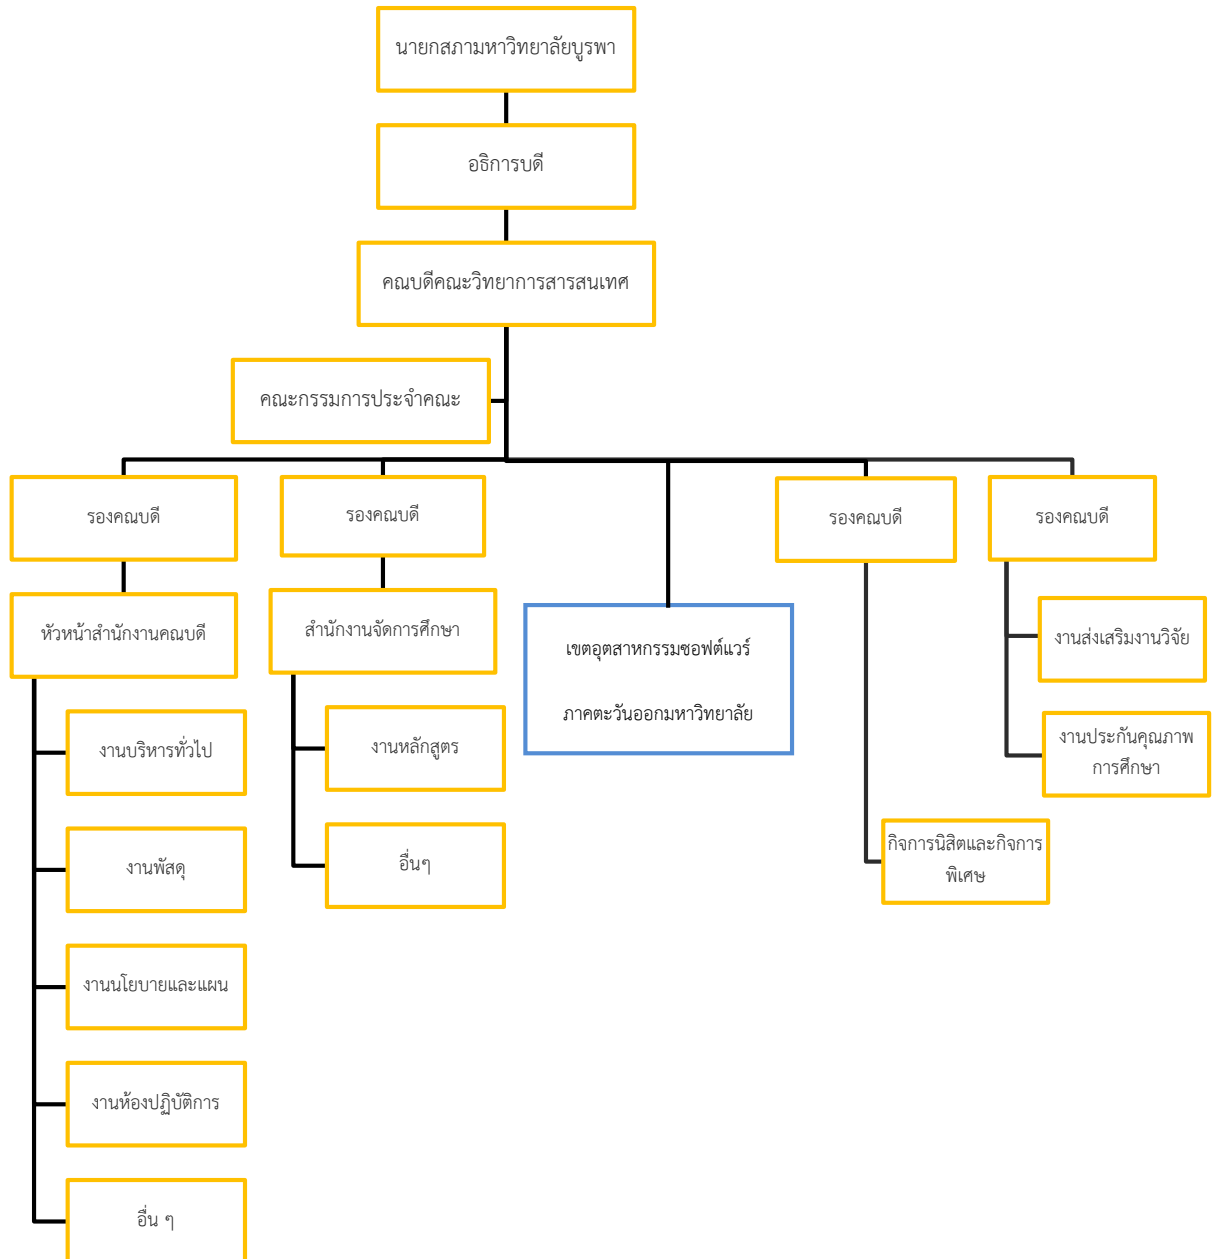 นายกสภามหาวิทยาลัยบูรพา
อธิการบดี
คณบดีคณะวิทยาการสารสนเทศ
คณะกรรมการประจำคณะ
รองคณบดี
รองคณบดี
รองคณบดี
รองคณบดี
หัวหน้าสำนักงานคณบดี
สำนักงานจัดการศึกษา
เขตอุตสาหกรรมซอฟต์แวร์
ภาคตะวันออกมหาวิทยาลัย
งานส่งเสริมงานวิจัย
งานประกันคุณภาพ
การศึกษา
งานบริหารทั่วไป
งานหลักสูตร
งานพัสดุ
อื่นๆ
กิจการนิสิตและกิจการ
พิเศษ
งานนโยบายและแผน
งานห้องปฏิบัติการ
อื่น ๆ